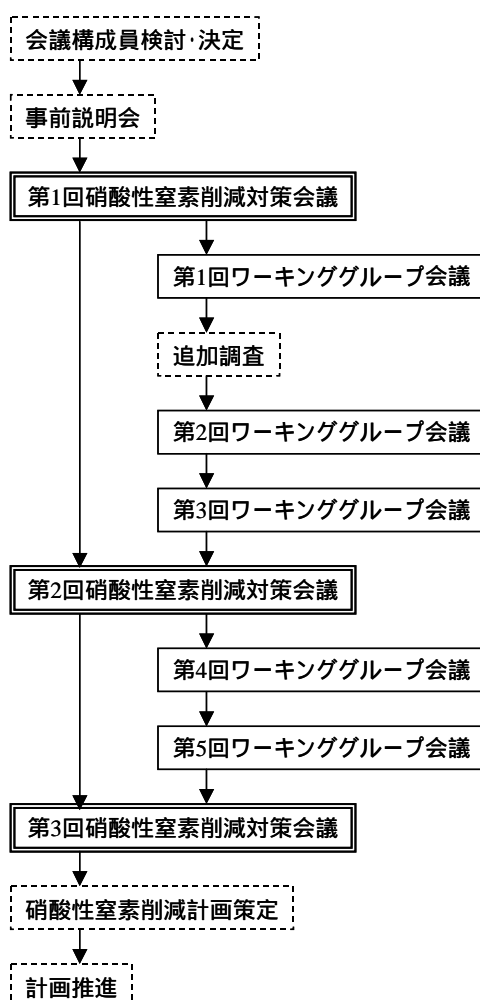 会議構成員検討・決定
事前説明会
第1回硝酸性窒素削減対策会議
第1回ワーキンググループ会議
追加調査
第2回ワーキンググループ会議
第3回ワーキンググループ会議
第2回硝酸性窒素削減対策会議
第4回ワーキンググループ会議
第5回ワーキンググループ会議
第3回硝酸性窒素削減対策会議
硝酸性窒素削減計画策定
計画推進